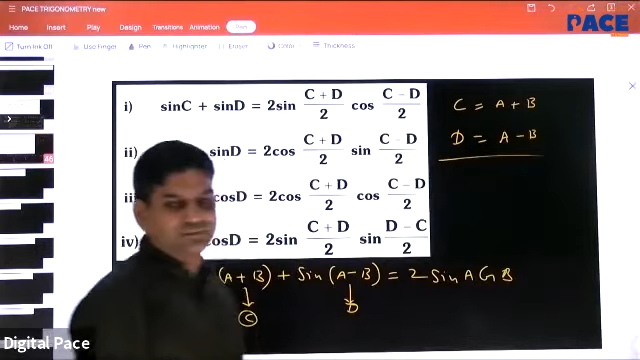 PACE TRIGONOMETRY new
Home Insert Design Transitions Animation Pen
Turn Ink Off Use Finger Pen Highlighter Eraser Color Thickness
PACE
46
i) sinC + sinD = 2sin C + D / 2 cos C - D / 2
ii) sinD = 2cos C + D / 2 sin C - D / 2
cosD = 2cos C + D / 2 cos C - D / 2
iv) cosD = 2sin C + D / 2 sin D - C / 2
C = A + B
D = A - B
(A + B) + Sin (A - B) = 2 Sin A Cos B
C D
Digital Pace